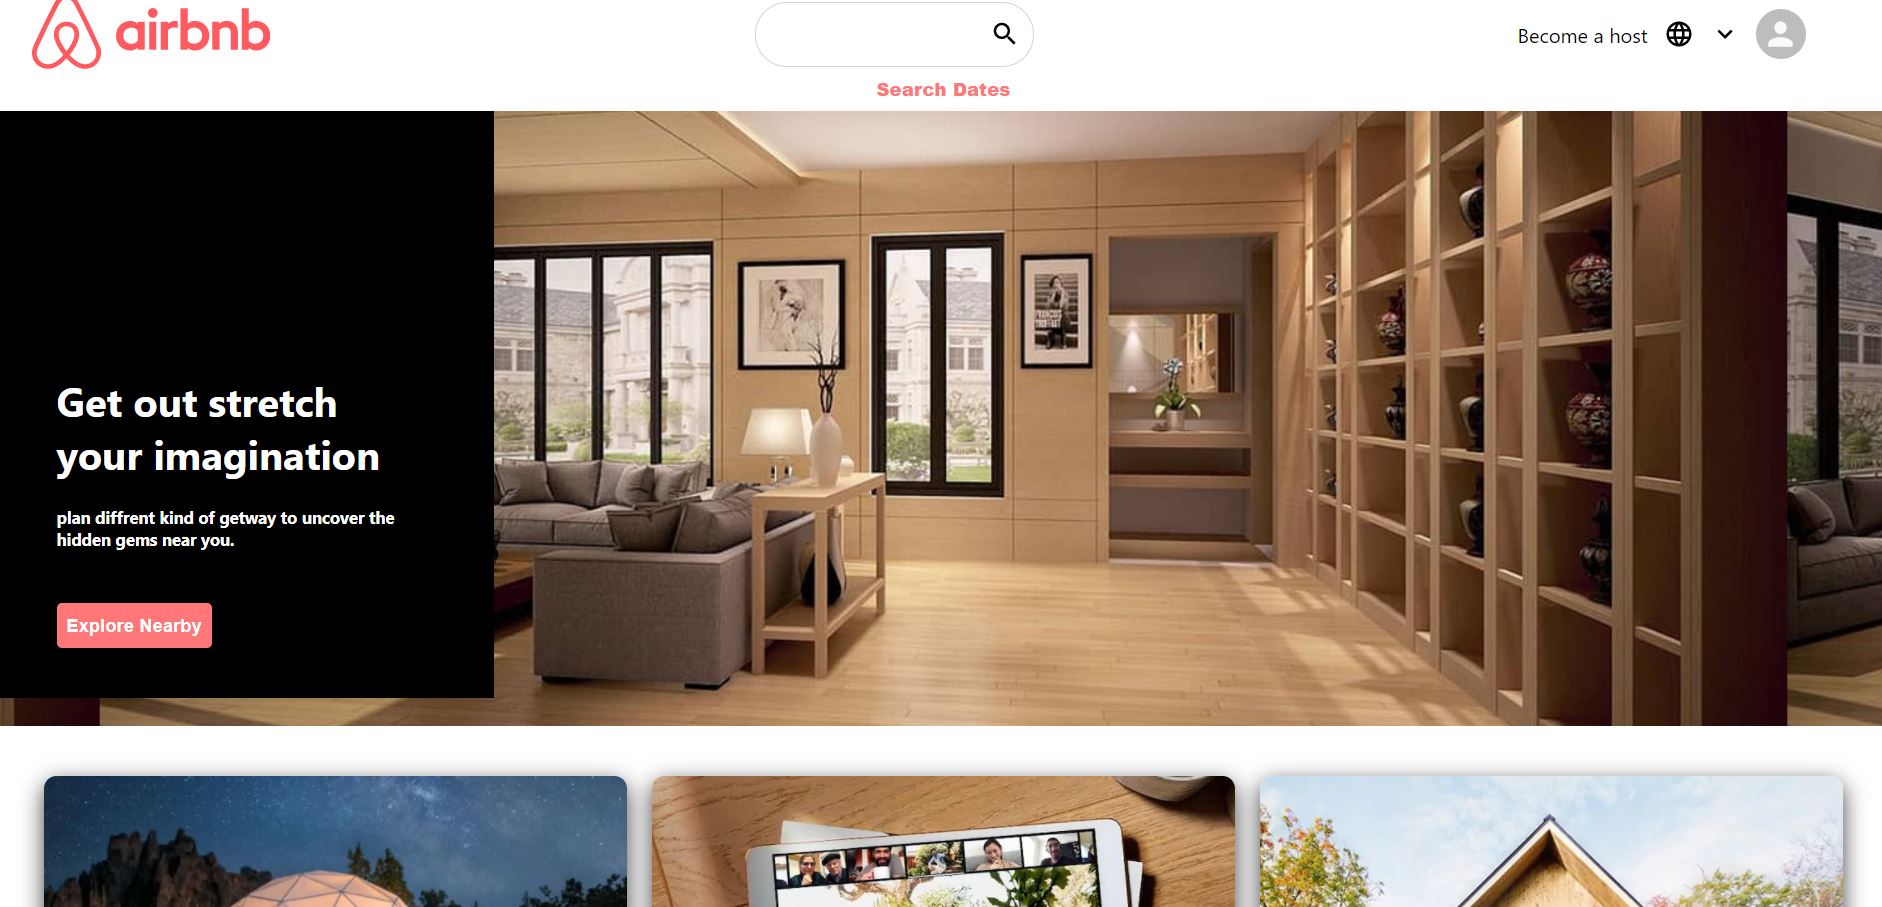 airbnb
Become a host
Search Dates
FRANCOIS
Get out stretch
your imagination
plan diffrent kind of getway to uncover the
hidden gems near you.
Explore Nearby